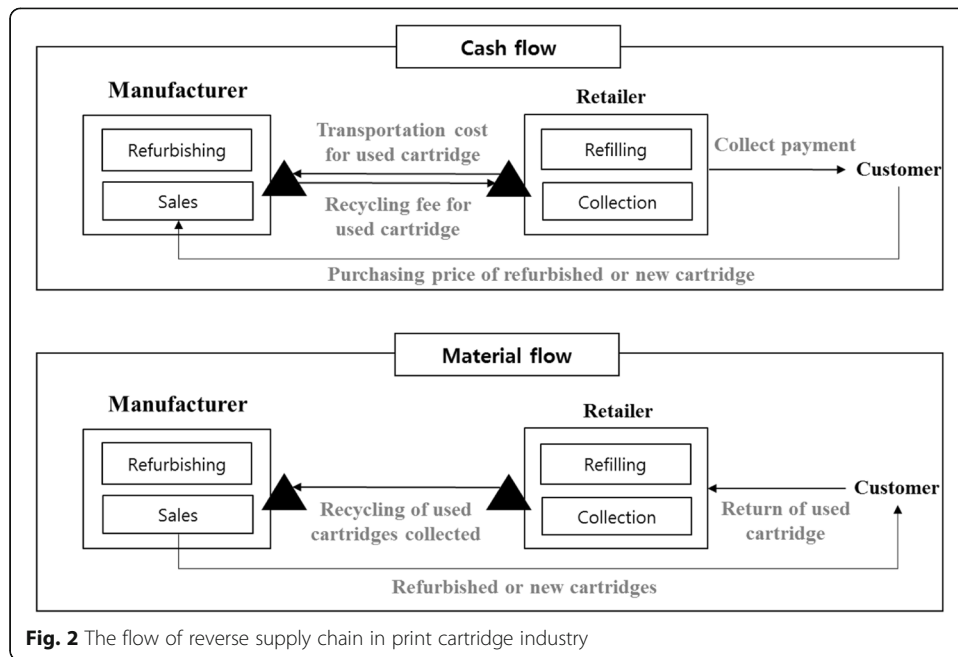 Cash flow
Manufacturer
Retailer
Refurbishing
Sales
Transportation cost
for used cartridge
Recycling fee for
used cartridge
Refilling
Collection
Collect payment
Customer
Purchasing price of refurbished or new cartridge
Material flow
Manufacturer
Retailer
Refurbishing
Sales
Recycling of used
cartridges collected
Refilling
Collection
Customer
Return of used
cartridge
Refurbished or new cartridges
Fig. 2 The flow of reverse supply chain in print cartridge industry